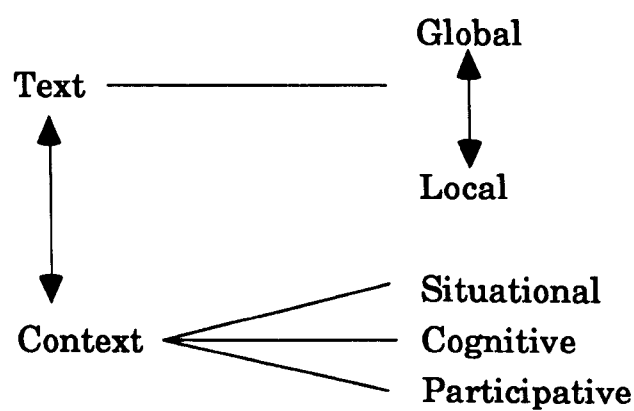 Global
Text
Local
Situational
Context
Cognitive
Participative